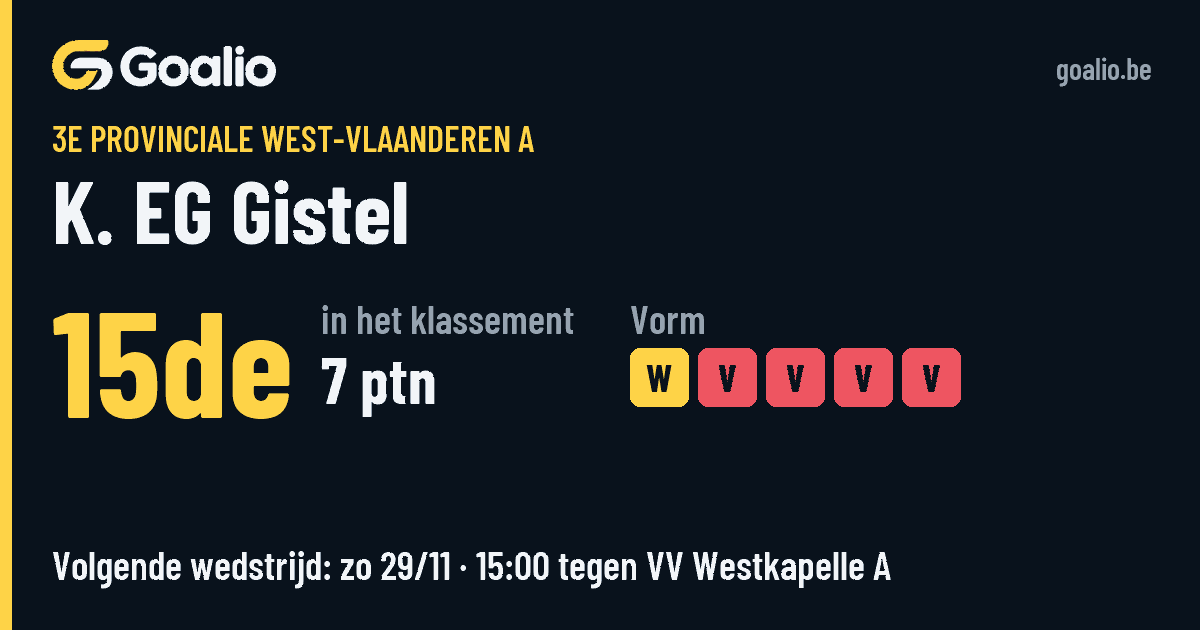 Goalio
goalio.be
3E PROVINCIALE WEST-VLAANDEREN A
K. EG Gistel
15de
in het klassement
7 ptn
Vorm
W V V V V
Volgende wedstrijd: zo 29/11 · 15:00 tegen VV Westkapelle A